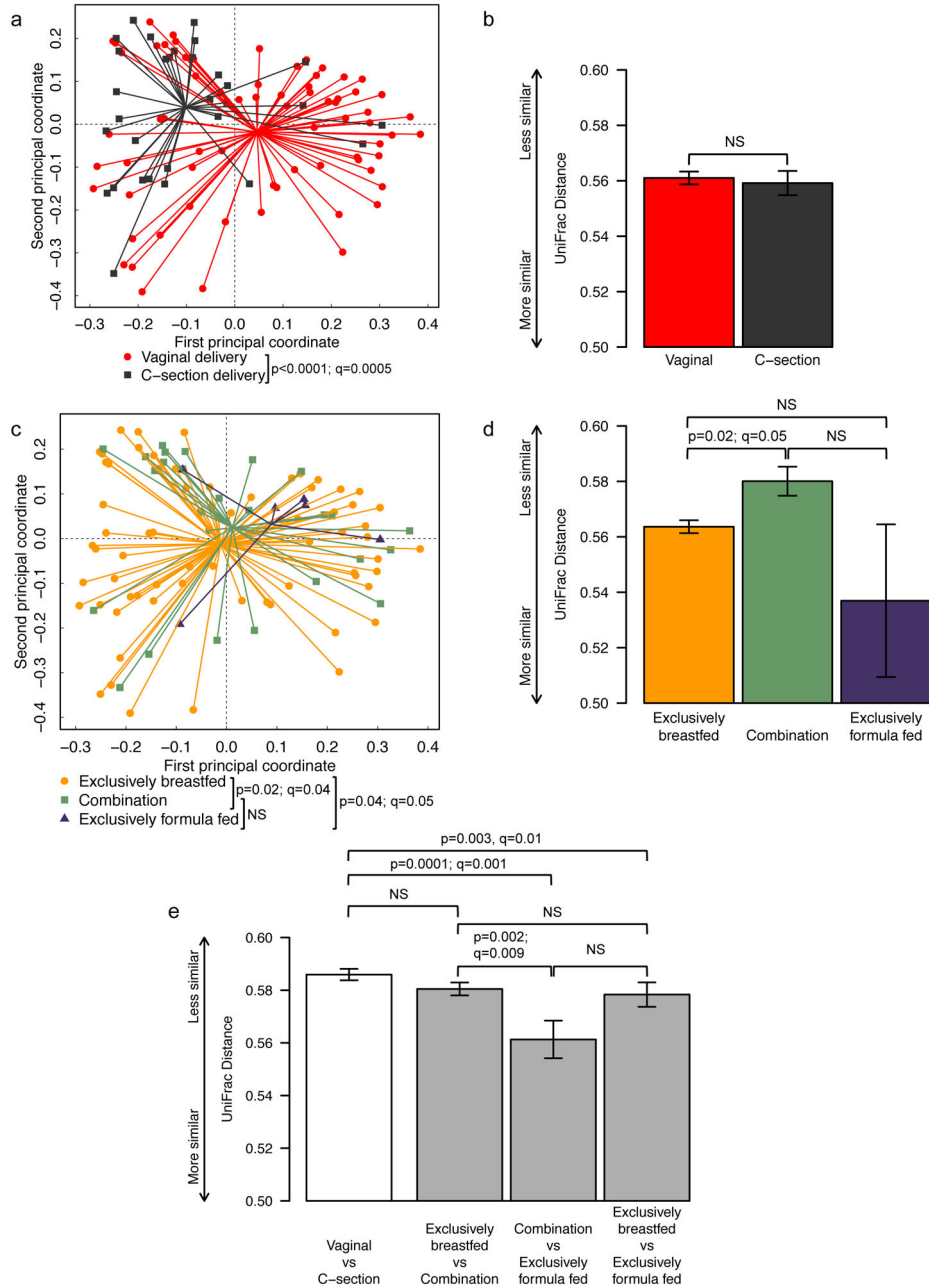 a
0.2
0.1
0.0
−0.1
−0.2
−0.3
−0.4
Second principal coordinate
−0.3 −0.2 −0.1 0.0 0.1 0.2 0.3 0.4
First principal coordinate
Vaginal delivery
C−section delivery
p<0.0001; q=0.0005
b
Less similar
More similar
UniFrac Distance
0.60
0.58
0.56
0.54
0.52
0.50
NS
Vaginal C−section
c
0.2
0.1
0.0
−0.1
−0.2
−0.3
−0.4
Second principal coordinate
−0.3 −0.2 −0.1 0.0 0.1 0.2 0.3 0.4
First principal coordinate
Exclusively breastfed
Combination
Exclusively formula fed
p=0.02; q=0.04
NS
p=0.04; q=0.05
d
Less similar
More similar
UniFrac Distance
0.60
0.58
0.56
0.54
0.52
0.50
NS
p=0.02; q=0.05 NS
Exclusively
breastfed
Combination
Exclusively
formula fed
e
Less similar
More similar
UniFrac Distance
0.60
0.58
0.56
0.54
0.52
0.50
p=0.003, q=0.01
p=0.0001; q=0.001
NS
NS
p=0.002;
q=0.009
NS
Vaginal
vs
C−section
Exclusively
breastfed
vs
Combination
Combination
vs
Exclusively
formula fed
Exclusively
breastfed
vs
Exclusively
formula fed